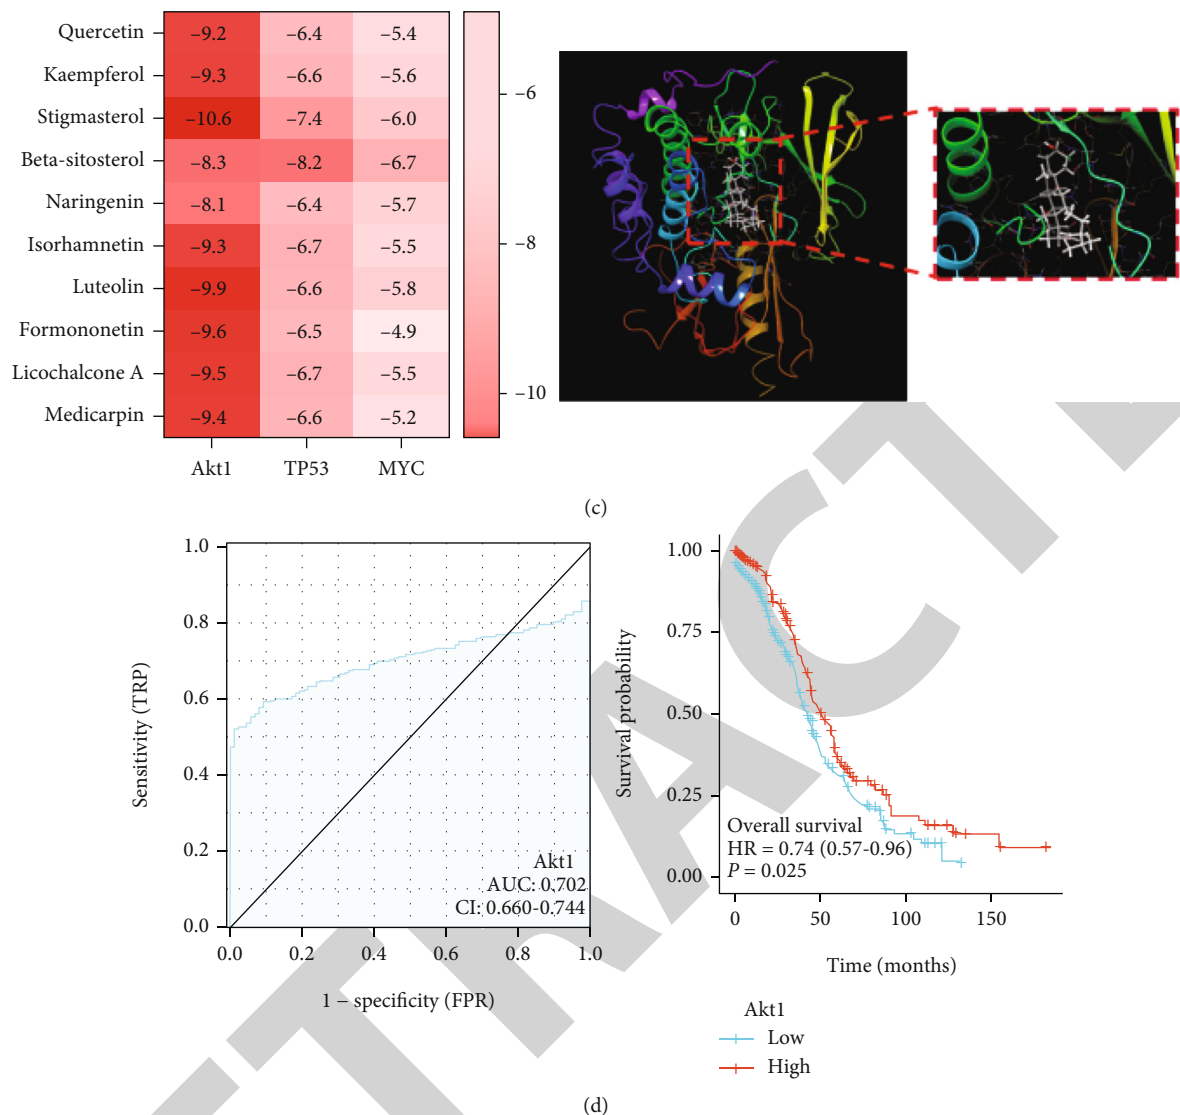 Quercetin −9.2 −6.4 −5.4
Kaempferol −9.3 −6.6 −5.6
Stigmasterol −10.6 −7.4 −6.0
Beta-sitosterol −8.3 −8.2 −6.7
Naringenin −8.1 −6.4 −5.7
Isorhamnetin −9.3 −6.7 −5.5
Luteolin −9.9 −6.6 −5.8
Formononetin −9.6 −6.5 −4.9
Licochalcone A −9.5 −6.7 −5.5
Medicarpin −9.4 −6.6 −5.2
Akt1 TP53 MYC
−6
−8
−10
(c)
Sensitivity (TRP)
1.0
0.8
0.6
0.4
0.2
0.0
0.0 0.2 0.4 0.6 0.8 1.0
1 − specificity (FPR)
Akt1
AUC: 0.702
CI: 0.660-0.744
Survival probability
1.00
0.75
0.50
0.25
0.00
Overall survival
HR = 0.74 (0.57-0.96)
P = 0.025
0 50 100 150
Time (months)
Akt1
Low
High
(d)
TRACTE